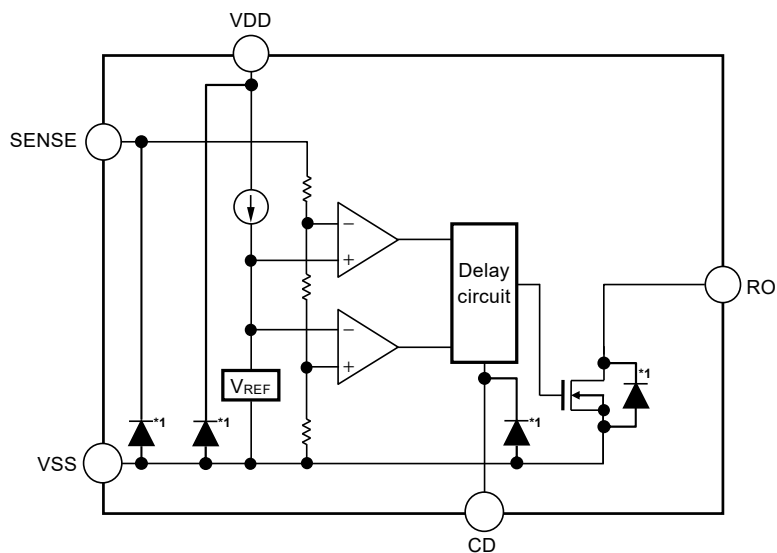 VDD
SENSE
−
+
Delay
circuit
RO
−
+
*1
VREF
*1
*1
*1
VSS
CD